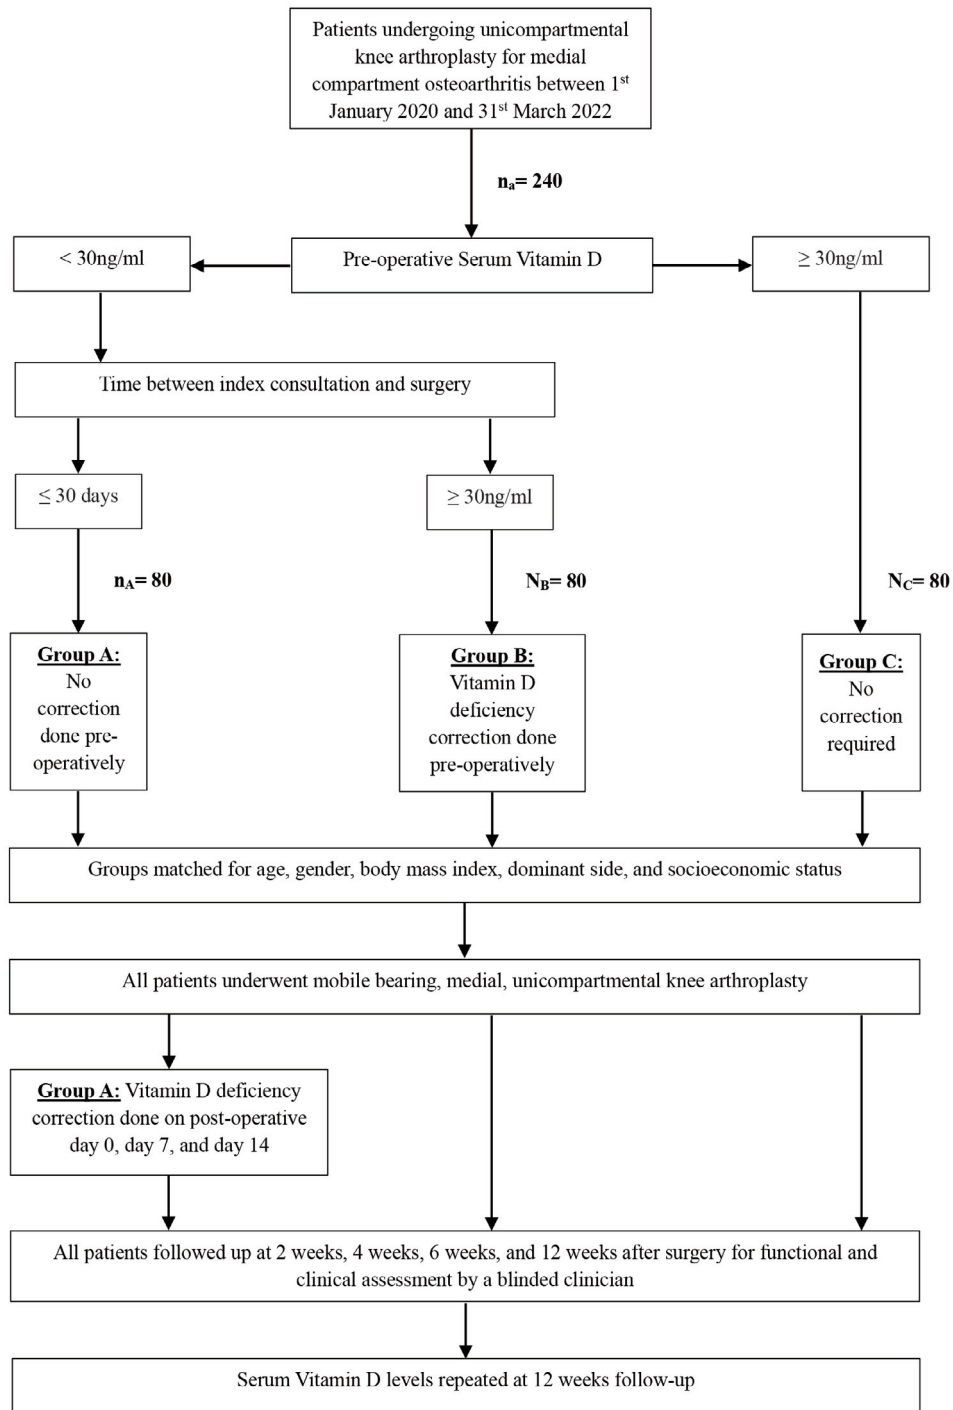 Patients undergoing unicompartmental
knee arthroplasty for medial
compartment osteoarthritis between 1st
January 2020 and 31st March 2022
na= 240
< 30ng/ml
Pre-operative Serum Vitamin D
≥ 30ng/ml
Time between index consultation and surgery
≤ 30 days
≥ 30ng/ml
nA= 80
NB= 80
NC= 80
Group A:
No
correction
done pre-
operatively
Group B:
Vitamin D
deficiency
correction done
pre-operatively
Group C:
No
correction
required
Groups matched for age, gender, body mass index, dominant side, and socioeconomic status
All patients underwent mobile bearing, medial, unicompartmental knee arthroplasty
Group A: Vitamin D deficiency
correction done on post-operative
day 0, day 7, and day 14
All patients followed up at 2 weeks, 4 weeks, 6 weeks, and 12 weeks after surgery for functional and
clinical assessment by a blinded clinician
Serum Vitamin D levels repeated at 12 weeks follow-up